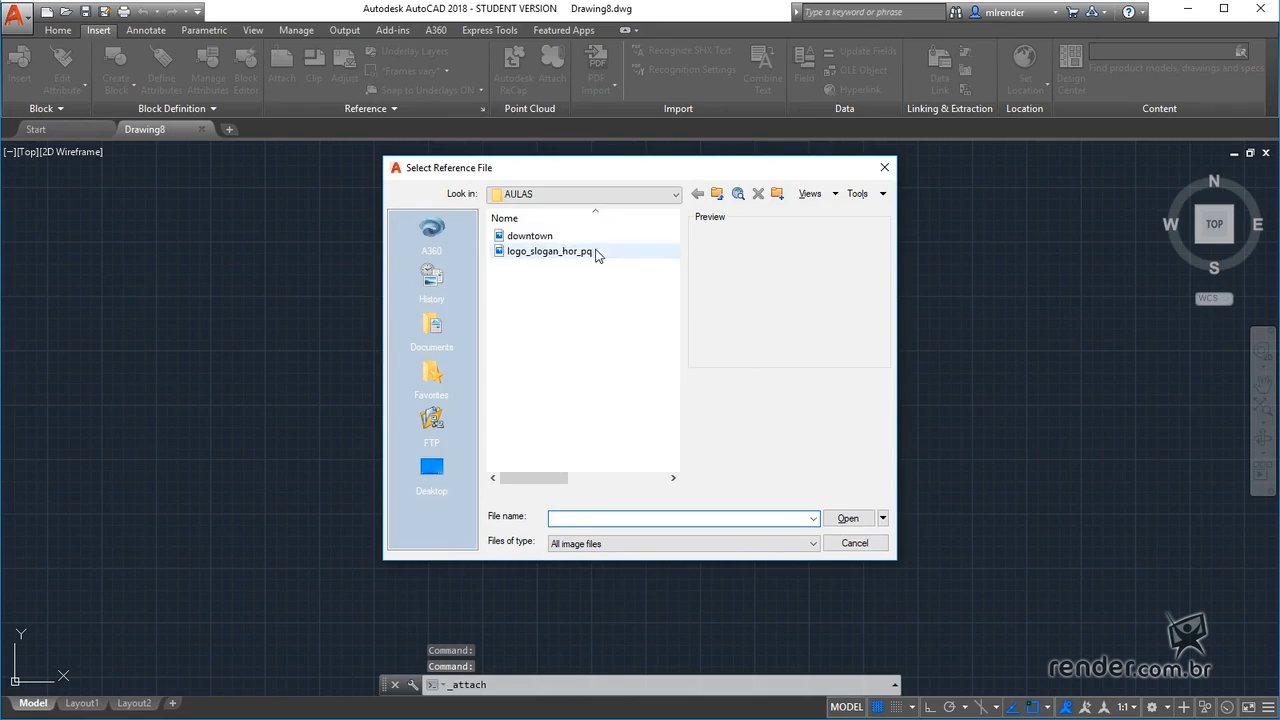 Autodesk AutoCAD 2018 - STUDENT VERSION Drawing8.dwg
Type a keyword or phrase
mlrender
Home Insert Annotate Parametric View Manage Output Add-ins A360 Express Tools Featured Apps
Insert
Edit
Attribute
Create
Block
Define
Attributes
Manage
Attributes
Block
Editor
Attach
Clip
Adjust
Underlay Layers
*Frames vary*
Snap to Underlays ON
Autodesk
ReCap
Attach
PDF
Import
Recognize SHX Text
Recognition Settings
Combine
Text
Field
Update Fields
OLE Object
Hyperlink
Data
Link
Set
Location
Design
Center
Find product models, drawings and specs
Block Block Definition Reference Point Cloud Import Data Linking & Extraction Location Content
Start Drawing8
[−][Top][2D Wireframe]
Select Reference File
Look in: AULAS
Views Tools
Nome
downtown
logo_slogan_hor_pq
Preview
A360
History
Documents
Favorites
FTP
Desktop
File name:
Open
Files of type: All image files
Cancel
N
W TOP E
S
WCS
Y
X
Command:
Command:
_attach
render.com.br
Model Layout1 Layout2
MODEL
1:1